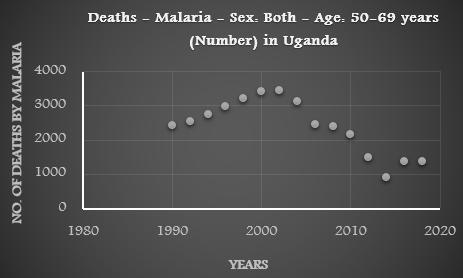 Deaths - Malaria - Sex: Both - Age: 50-69 years
(Number) in Uganda
NO. OF DEATHS BY MALARIA
4000
3000
2000
1000
0
1980
1990
2000
2010
2020
YEARS